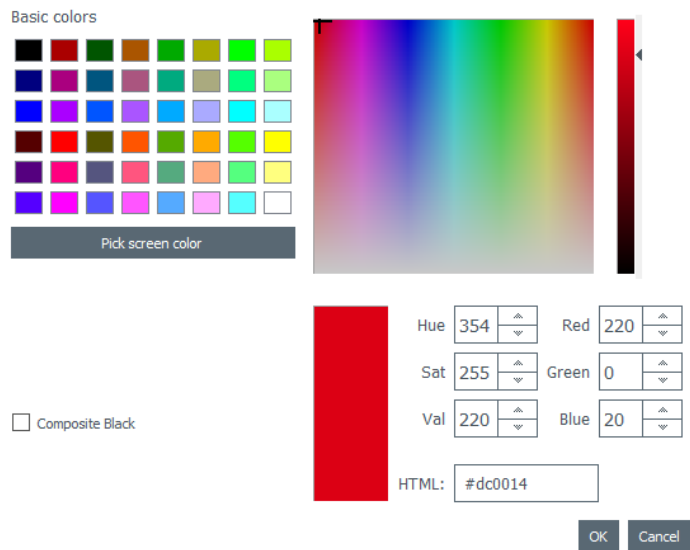 Basic colors
Pick screen color
Composite Black
Hue 354 Red 220
Sat 255 Green 0
Val 220 Blue 20
HTML: #dc0014
OK Cancel